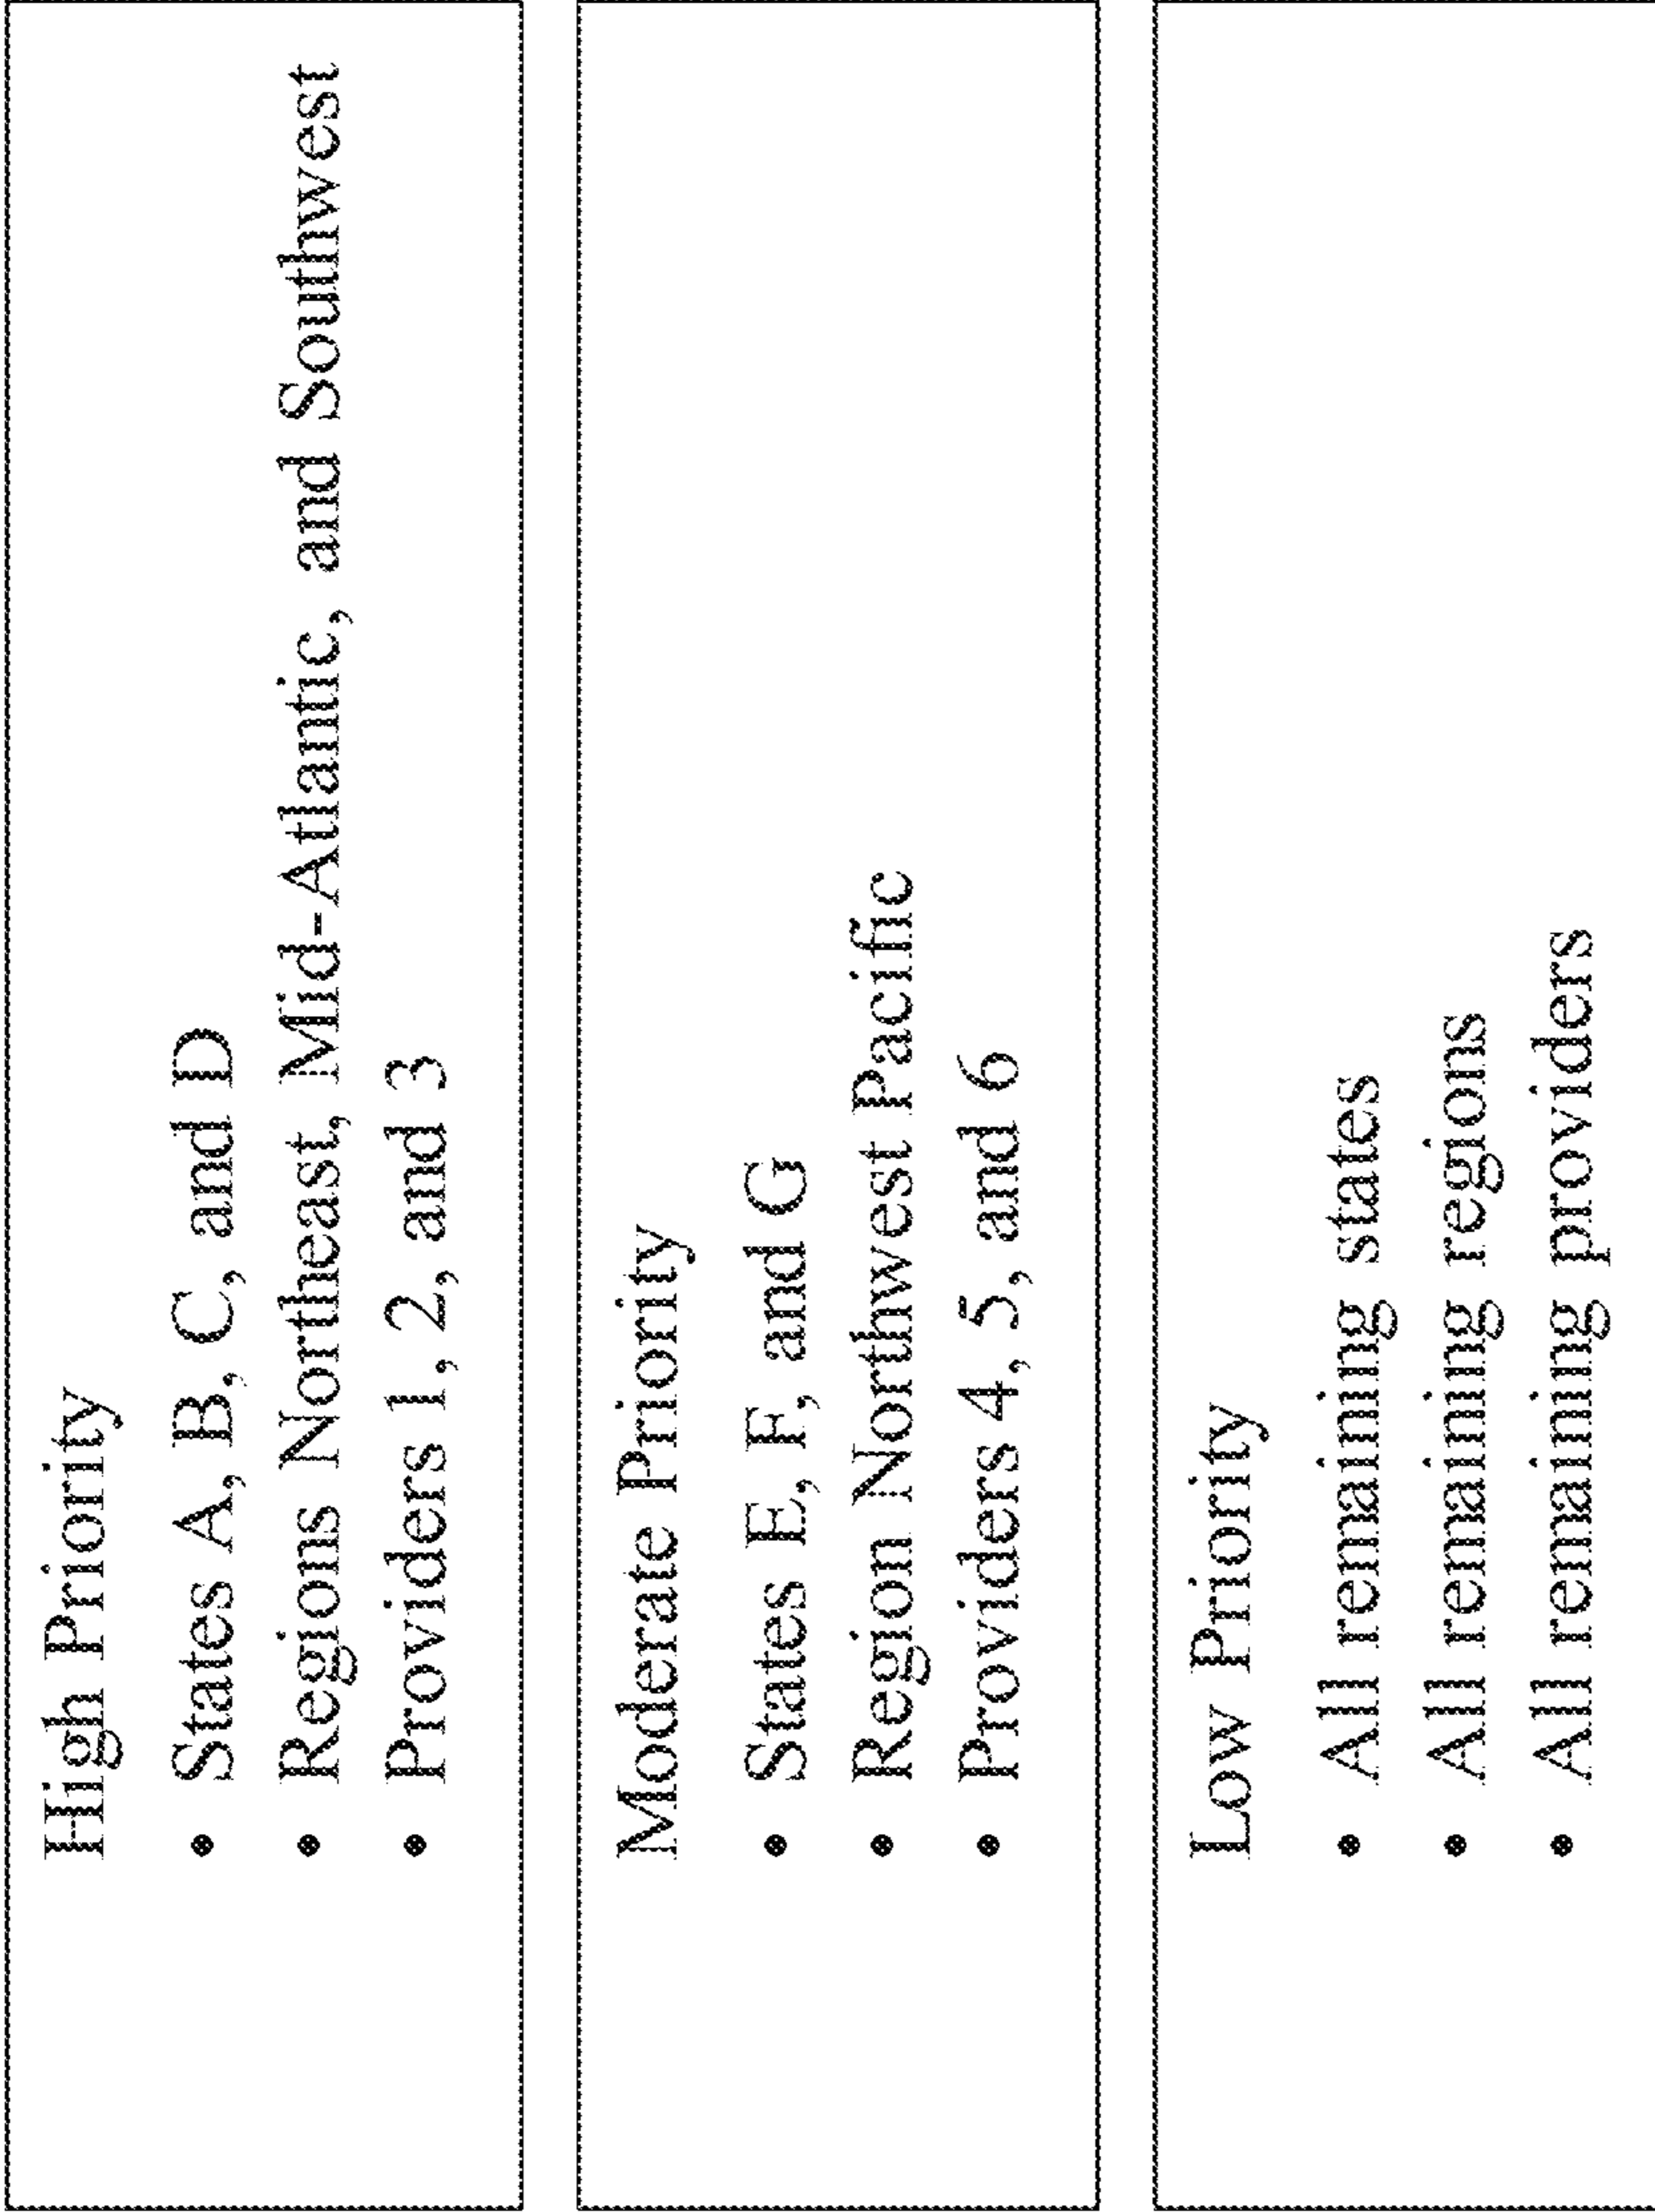 High Priority
• States A, B, C, and D
• Regions Northeast, Mid-Atlantic, and Southwest
• Providers 1, 2, and 3
Moderate Priority
• States E, F, and G
• Region Northwest Pacific
• Providers 4, 5, and 6
Low Priority
• All remaining states
• All remaining regions
• All remaining providers